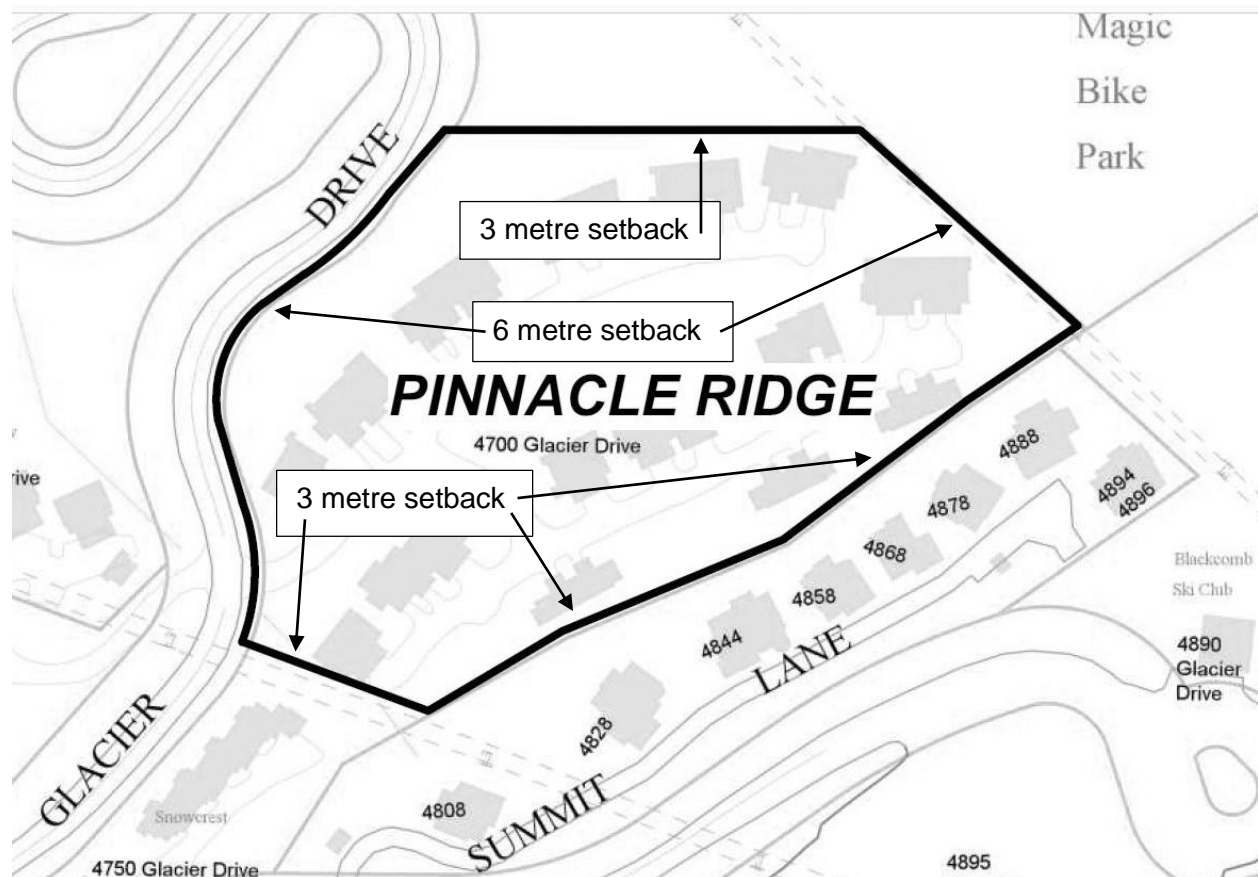 Magic
Bike
Park
DRIVE
3 metre setback
6 metre setback
PINNACLE RIDGE
4700 Glacier Drive
rive
3 metre setback
4888
4894
4896
4878
4868
4858
4844
4828
4808
Blackcomb
Ski Club
4890
Glacier
Drive
GLACIER
SUMMIT LANE
Snowcrest
4750 Glacier Drive
4895